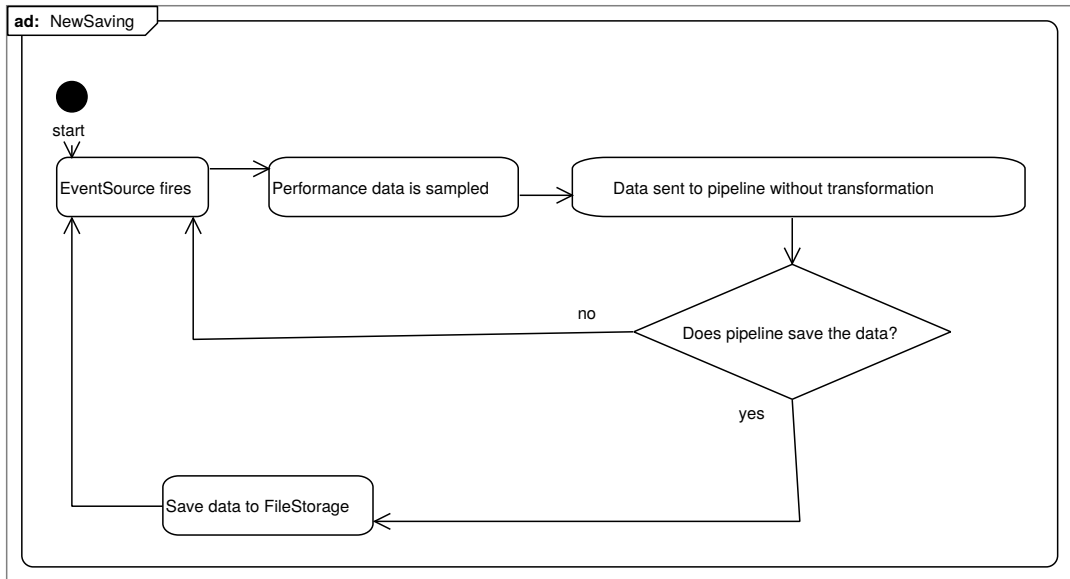 ad: NewSaving
start
EventSource fires
Performance data is sampled
Data sent to pipeline without transformation
no
Does pipeline save the data?
yes
Save data to FileStorage